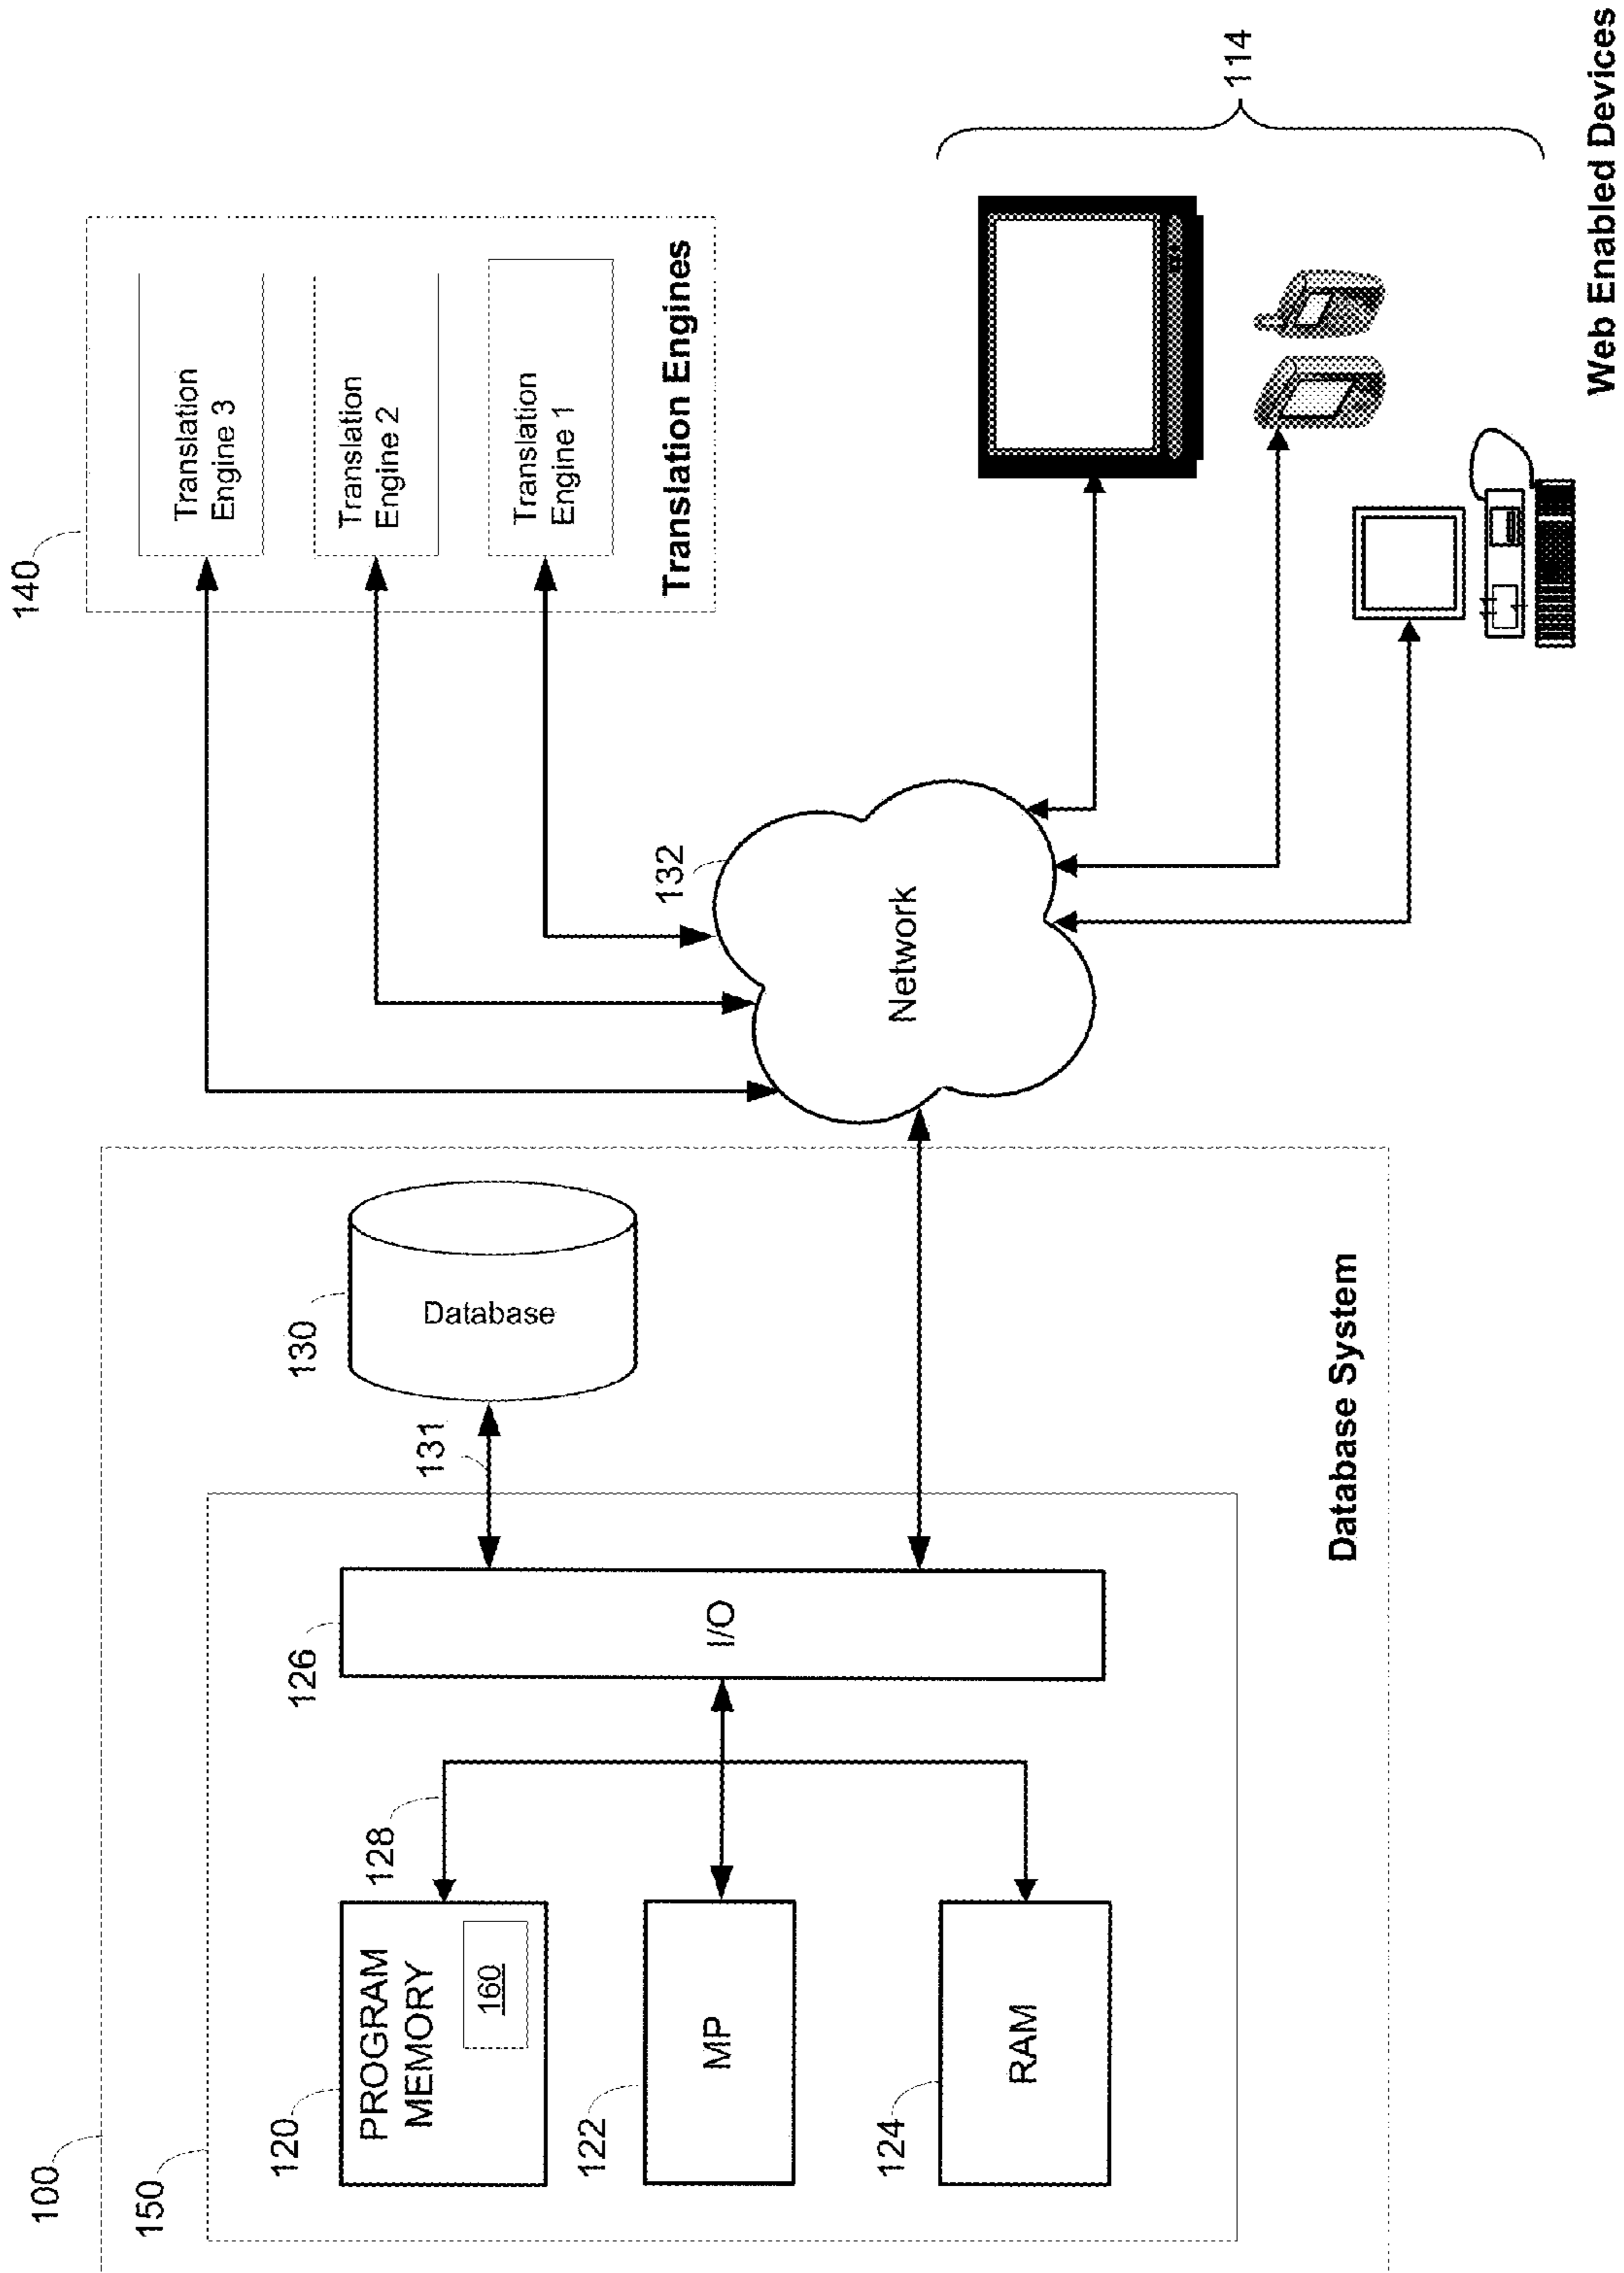 100
150
120
PROGRAM
MEMORY
160
128
122
MP
124
RAM
126
I/O
131
130
Database
Database System
132
Network
140
Translation
Engine 3
Translation
Engine 2
Translation
Engine 1
Translation Engines
114
Web Enabled Devices